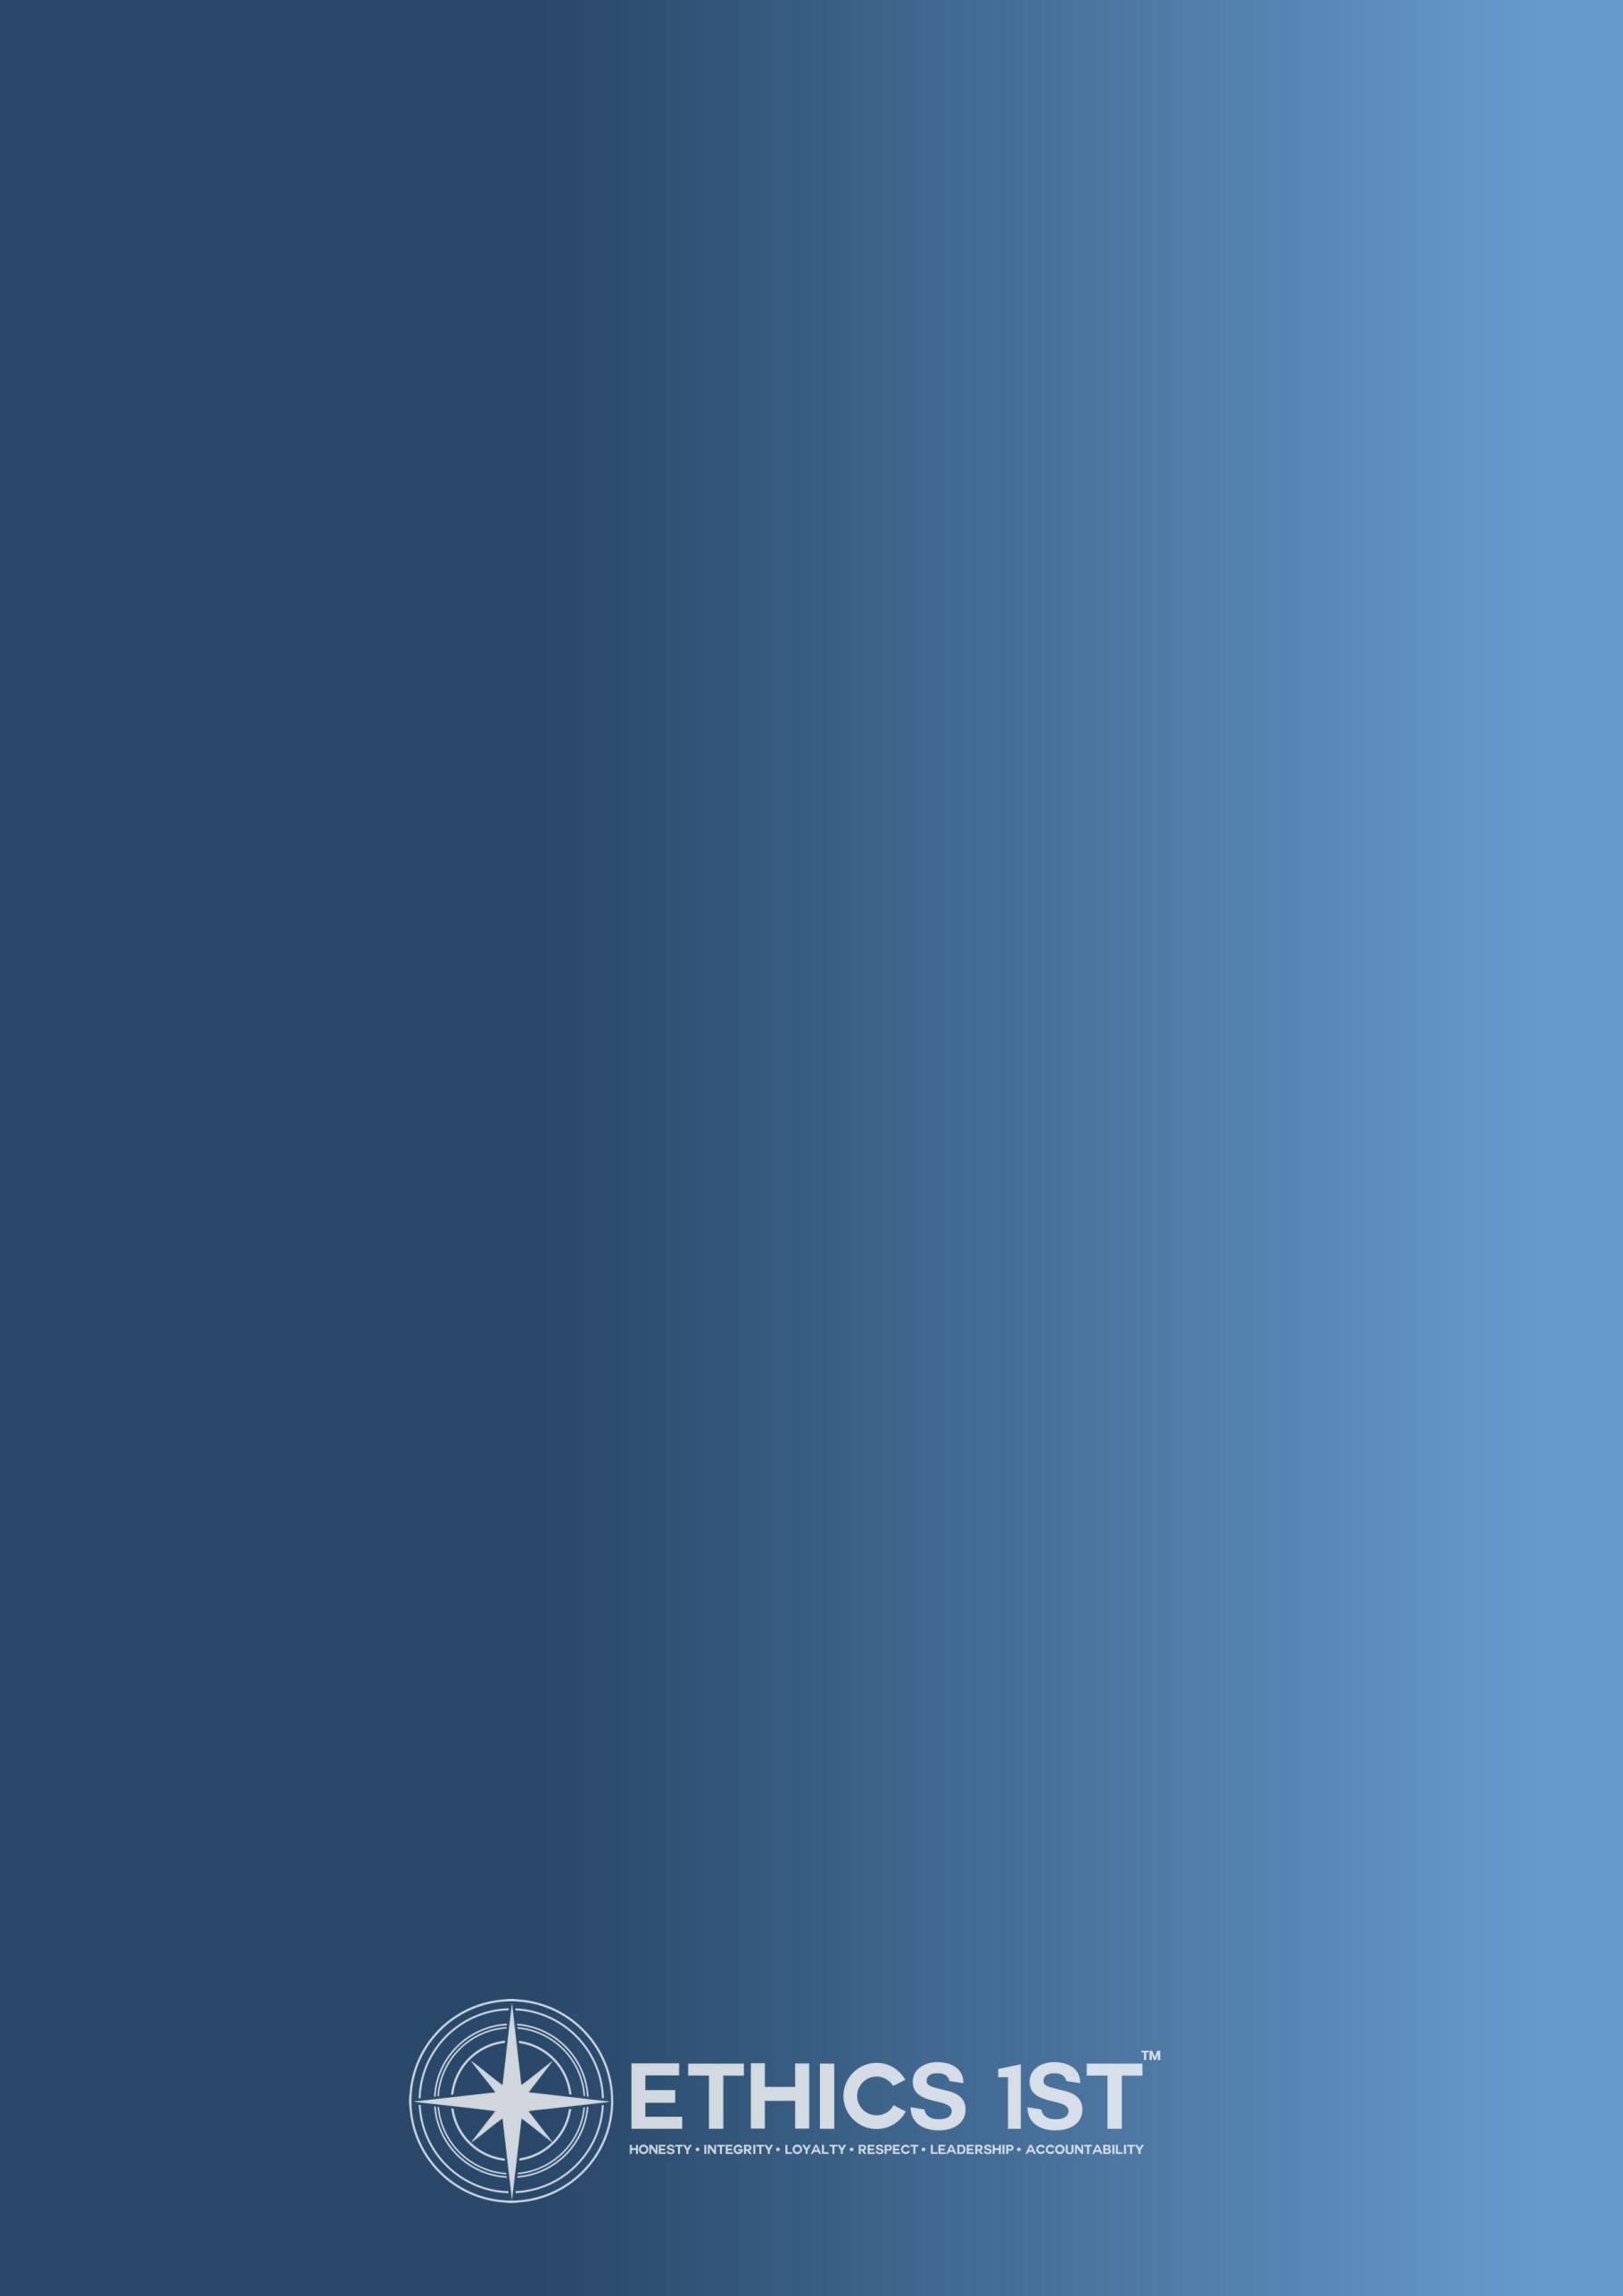 ETHICS 1ST™
HONESTY • INTEGRITY • LOYALTY • RESPECT • LEADERSHIP • ACCOUNTABILITY